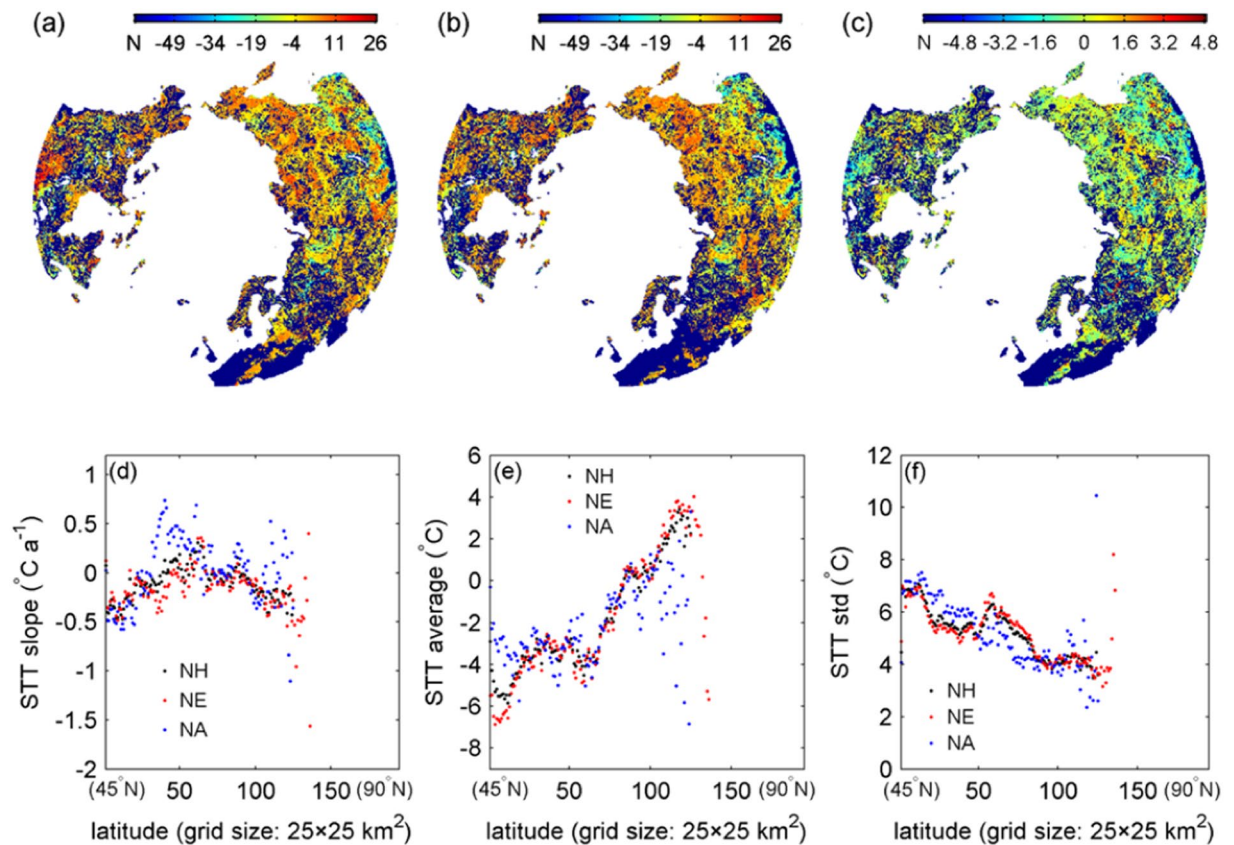 (a)
N -49 -34 -19 -4 11 26
(b)
N -49 -34 -19 -4 11 26
(c)
N -4.8 -3.2 -1.6 0 1.6 3.2 4.8
(d)
STT slope (°C a⁻¹)
1
0.5
0
-0.5
-1
-1.5
-2
NH
NE
NA
(45°N) 50 100 150 (90°N)
latitude (grid size: 25×25 km²)
(e)
STT average (°C)
6
4
2
0
-2
-4
-6
-8
NH
NE
NA
(45°N) 50 100 150 (90°N)
latitude (grid size: 25×25 km²)
(f)
STT std (°C)
12
10
8
6
4
2
0
NH
NE
NA
(45°N) 50 100 150 (90°N)
latitude (grid size: 25×25 km²)